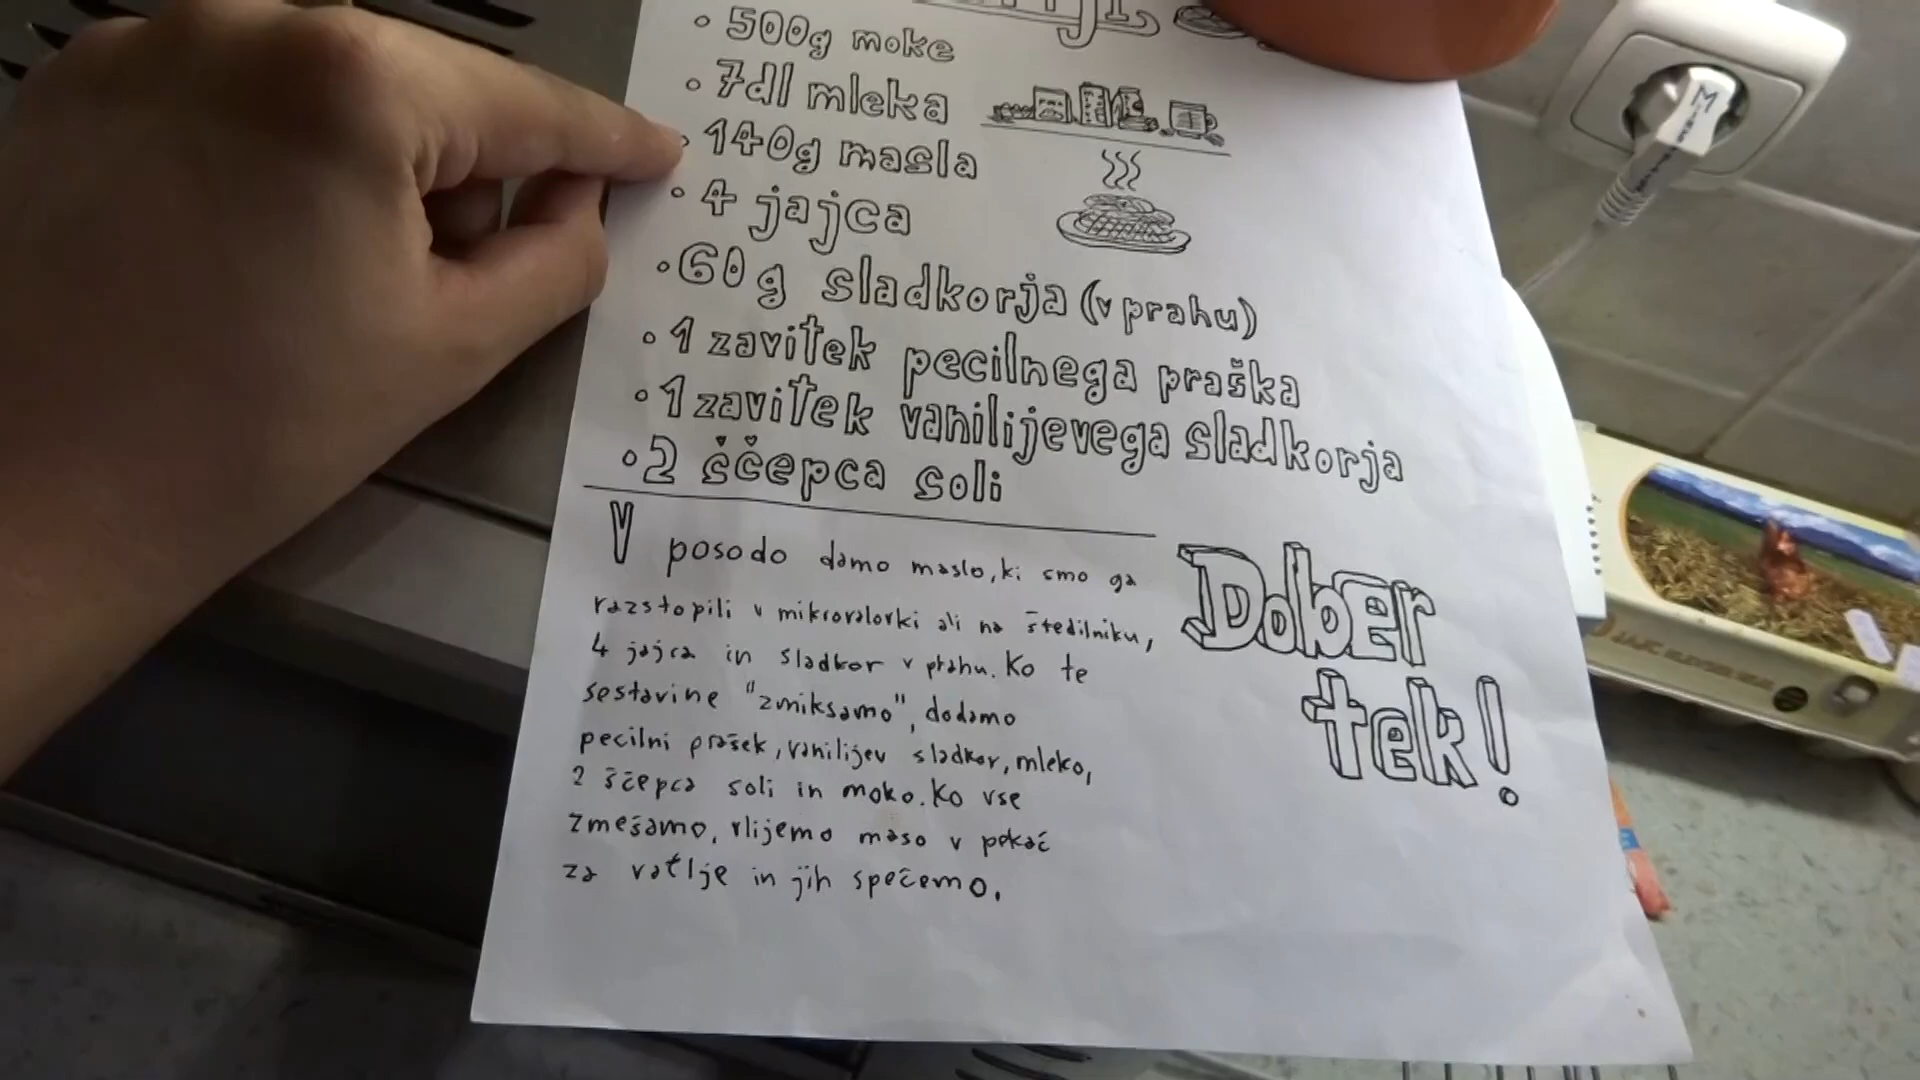 • 500g moke
• 7dl mleka
• 140g masla
• 4 jajca
• 60g sladkorja (v prahu)
• 1 zavitek pecilnega praška
• 1 zavitek vanilijevega sladkorja
• 2 ščepca soli
V posodo damo maslo, ki smo ga
razstopili v mikrovalovki ali na štedilniku,
4 jajca in sladkor v prahu. Ko te
sestavine "zmiksamo", dodamo
pecilni prašek, vanilijev sladkor, mleko,
2 ščepca soli in moko. Ko vse
zmešamo, vlijemo maso v pekač
za vaflje in jih spečemo.
Dober
tek!